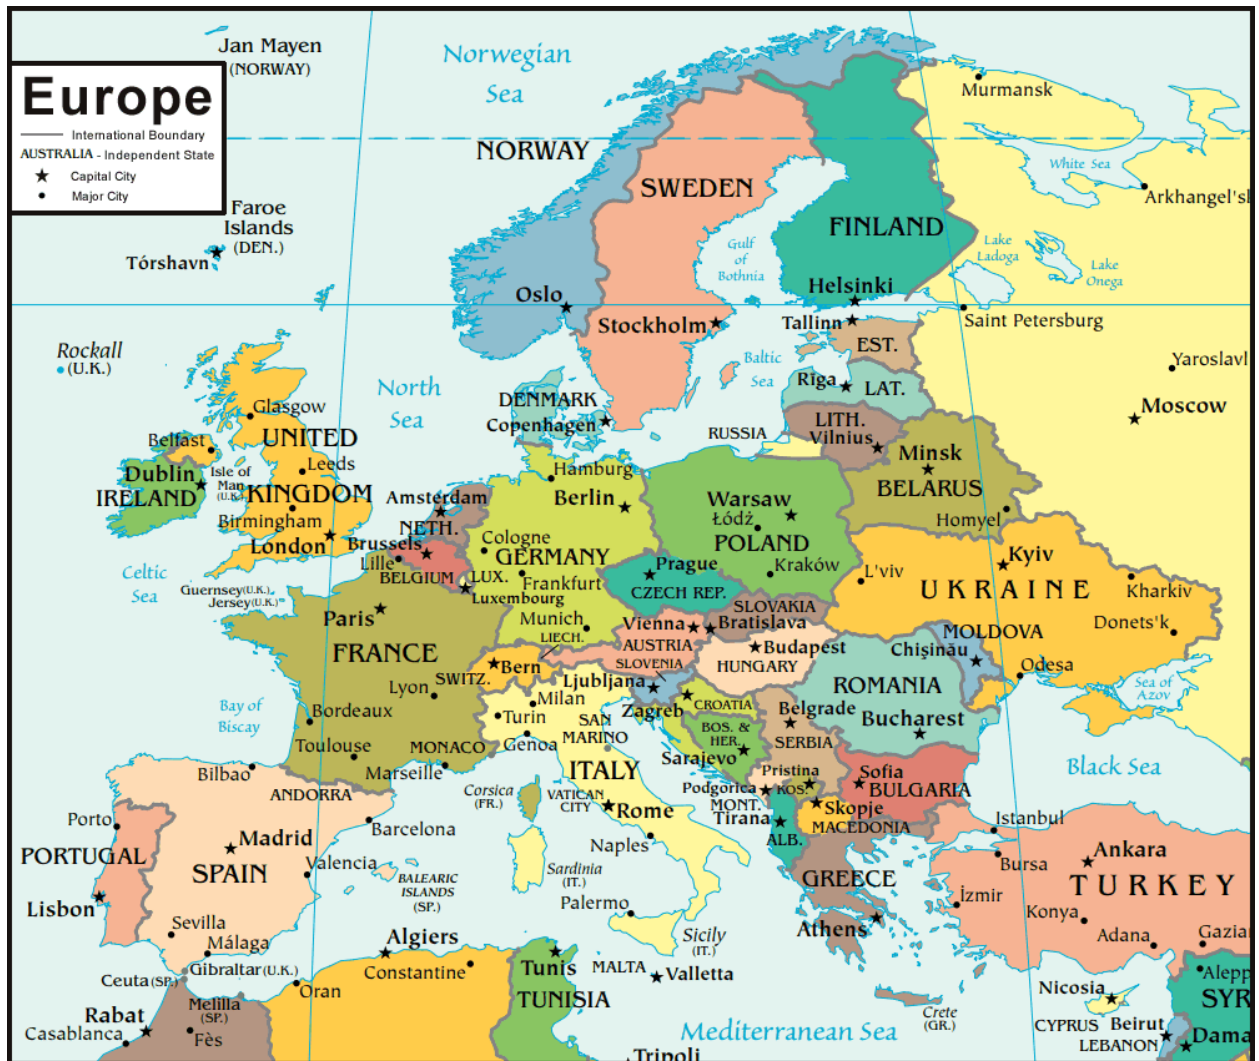 Jan Mayen
(NORWAY)
Norwegian
Sea
Europe
International Boundary
AUSTRALIA - Independent State
Capital City
Major City
Murmansk
White Sea
Arkhangel'sk
NORWAY
SWEDEN
FINLAND
Faroe
Islands
(DEN.)
Tórshavn
Gulf
of
Bothnia
Lake
Ladoga
Lake
Onega
Helsinki
Oslo
Stockholm
Tallinn
Saint Petersburg
EST.
Rockall
(U.K.)
North
Sea
Baltic
Sea
Yaroslavl
Rīga
LAT.
DENMARK
Copenhagen
Moscow
Glasgow
LITH.
Vilnius
RUSSIA
Belfast
UNITED
KINGDOM
Dublin
IRELAND
Isle of
Man
(U.K.)
Leeds
Birmingham
London
Hamburg
Berlin
Amsterdam
NETH.
Minsk
BELARUS
Homyel
Warsaw
Łódź
POLAND
Kraków
Brussels
BELGIUM
Lille
Cologne
GERMANY
Frankfurt
LUX.
Luxembourg
Prague
CZECH REP.
L'viv
Kyiv
UKRAINE
Kharkiv
Donets'k
Celtic
Sea
Guernsey (U.K.)
Jersey (U.K.)
Paris
FRANCE
Munich
LIECH.
Vienna
AUSTRIA
SLOVENIA
SLOVAKIA
Bratislava
Budapest
HUNGARY
MOLDOVA
Chişinău
Odesa
Sea of
Azov
SWITZ.
Bern
Lyon
Ljubljana
Zagreb
CROATIA
ROMANIA
Bucharest
Bay of
Biscay
Bordeaux
Toulouse
Milan
Turin
Genoa
SAN
MARINO
MONACO
Marseille
Belgrade
SERBIA
BOS. &
HER.
Sarajevo
Black Sea
Bilbao
ANDORRA
Corsica
(FR.)
ITALY
VATICAN
CITY
Rome
Naples
Podgorica
MONT.
Pristina
KOS.
Sofia
BULGARIA
Skopje
MACEDONIA
Tirana
ALB.
Istanbul
Bursa
Ankara
TURKEY
Porto
PORTUGAL
Lisbon
Madrid
SPAIN
Barcelona
Valencia
BALEARIC
ISLANDS
(SP.)
Sardinia
(IT.)
Palermo
Sicily
(IT.)
GREECE
Athens
İzmir
Konya
Adana
Gazian
Sevilla
Málaga
Gibraltar (U.K.)
Ceuta (SP.)
Melilla
(SP.)
Rabat
Casablanca
Fès
Algiers
Constantine
Oran
Tunis
TUNISIA
MALTA
Valletta
Crete
(GR.)
Mediterranean Sea
Tripoli
Nicosia
CYPRUS
Beirut
LEBANON
Alepp
SYR
Dama